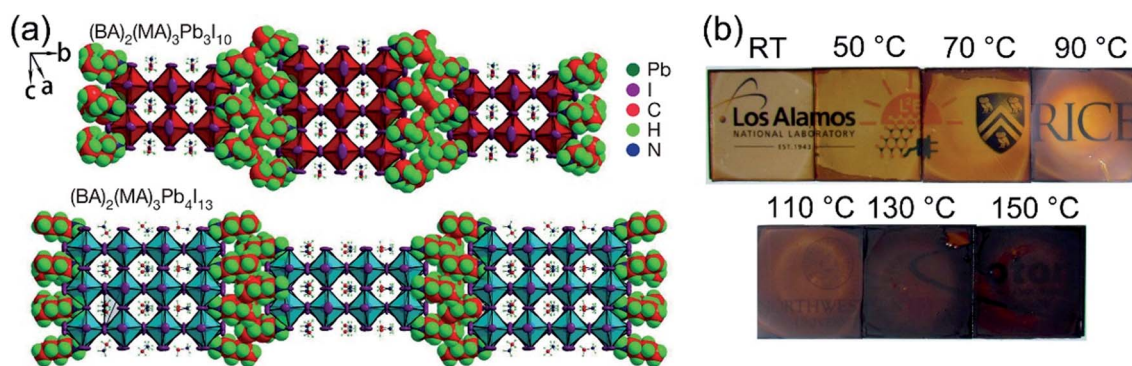 (a)
(BA)₂(MA)₃Pb₃I₁₀
b
c a
Pb
I
C
H
N
(BA)₂(MA)₃Pb₄I₁₃
(b)
RT 50 °C 70 °C 90 °C
Los Alamos
NATIONAL LABORATORY
EST. 1943
RICE
110 °C 130 °C 150 °C